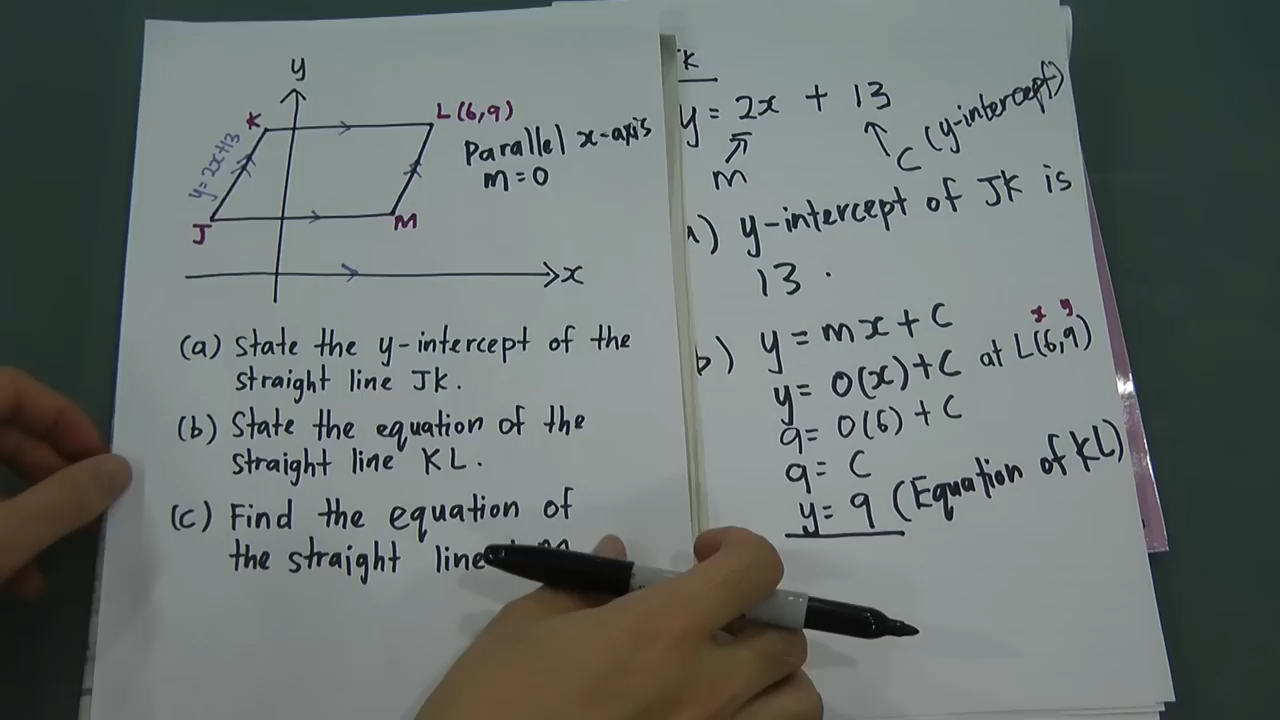 y
K
L(6,9)
y=2x+13
Parallel x-axis
m=0
J
M
x
(a) State the y-intercept of the
straight line JK.
(b) State the equation of the
straight line KL.
(c) Find the equation of
the straight line
K
y = 2x + 13
M
C (y-intercept)
) y-intercept of JK is
13.
b) y = mx + C
x y
y = 0(x) + C at L(6,9)
9 = 0(6) + C
9 = C
y = 9 (Equation of KL)